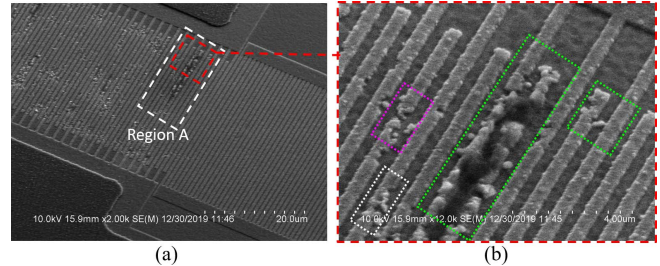 Region A
10.0kV 15.9mm x2.00k SE(M) 12/30/2019 11:46 20.0um
10.0kV 15.9mm x12.0k SE(M) 12/30/2019 11:45 4.00um
(a)
(b)